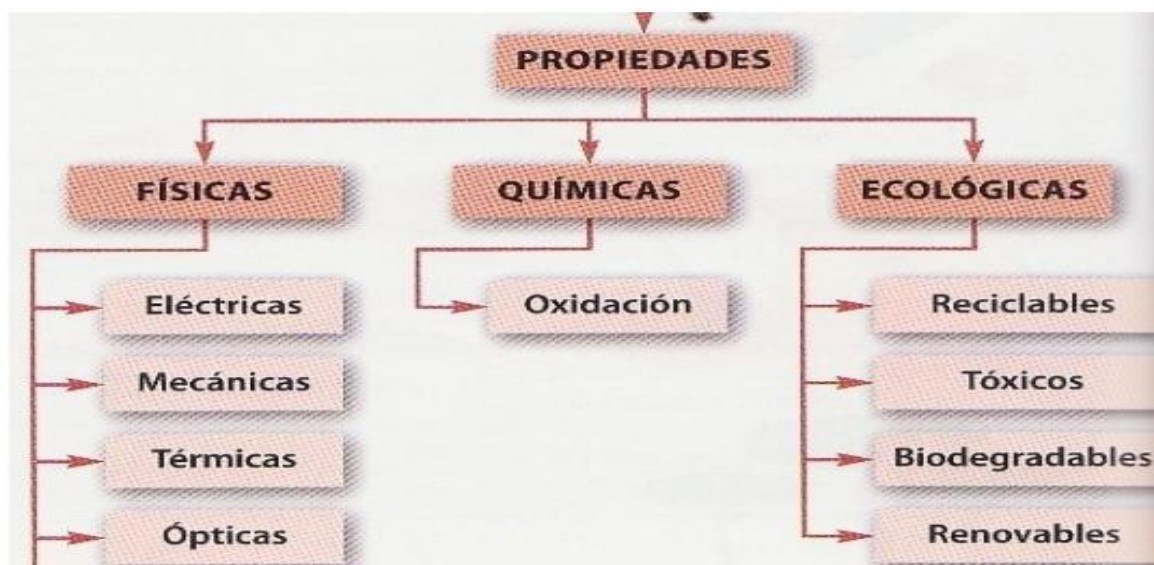 PROPIEDADES
FÍSICAS
QUÍMICAS
ECOLÓGICAS
Eléctricas
Mecánicas
Térmicas
Ópticas
Oxidación
Reciclables
Tóxicos
Biodegradables
Renovables